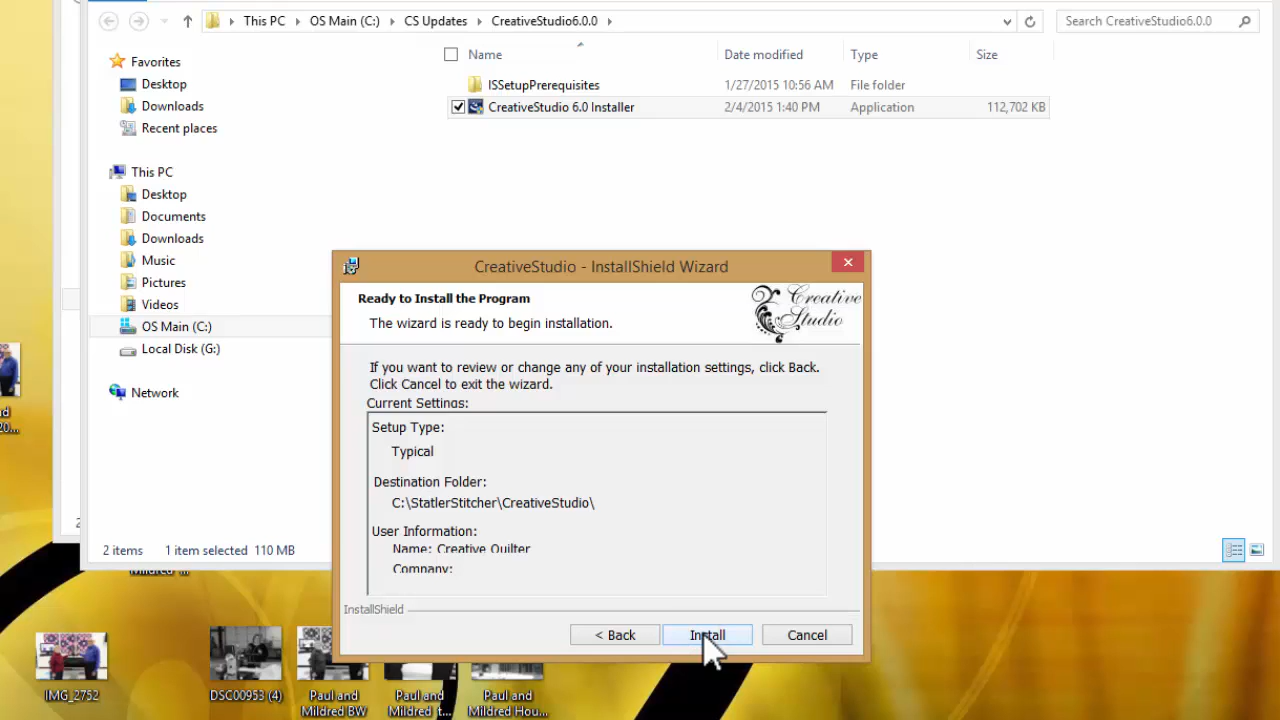 This PC OS Main (C:) CS Updates CreativeStudio6.0.0 Search CreativeStudio6.0.0
Name Date modified Type Size
ISSetupPrerequisites 1/27/2015 10:56 AM File folder
CreativeStudio 6.0 Installer 2/4/2015 1:40 PM Application 112,702 KB
Favorites
Desktop
Downloads
Recent places
This PC
Desktop
Documents
Downloads
Music
Pictures
Videos
OS Main (C:)
Local Disk (G:)
Network
2 items 1 item selected 110 MB
CreativeStudio - InstallShield Wizard
Ready to Install the Program
The wizard is ready to begin installation.
Creative
Studio
If you want to review or change any of your installation settings, click Back.
Click Cancel to exit the wizard.
Current Settings:
Setup Type:
Typical
Destination Folder:
C:\StatlerStitcher\CreativeStudio\
User Information:
Name: Creative Quilter
Company:
InstallShield
< Back Install Cancel
Mildred_...
IMG_2752
DSC00953 (4)
Paul and
Mildred BW
Paul and
Mildred_t...
Paul and
Mildred Hou...